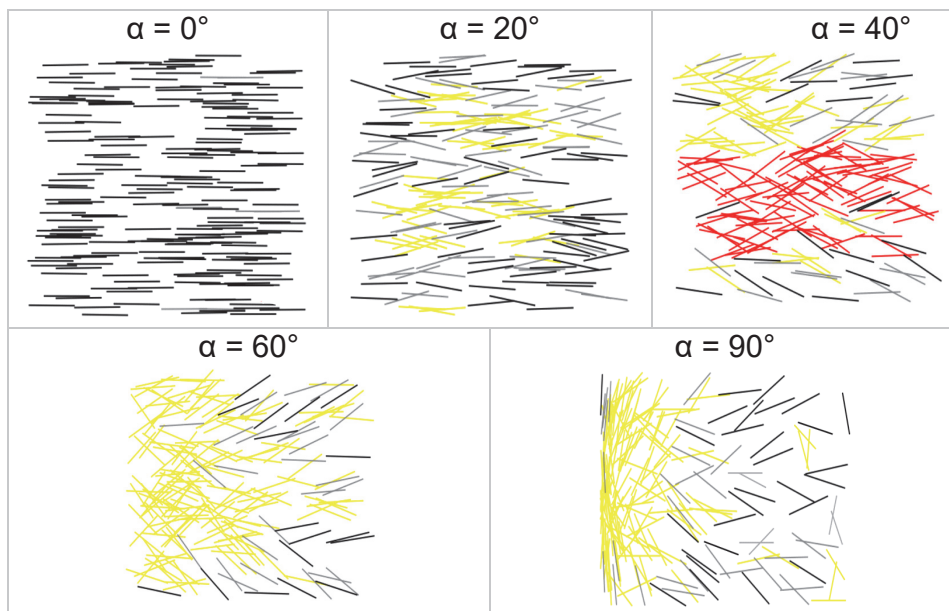 α = 0°
α = 20°
α = 40°
α = 60°
α = 90°